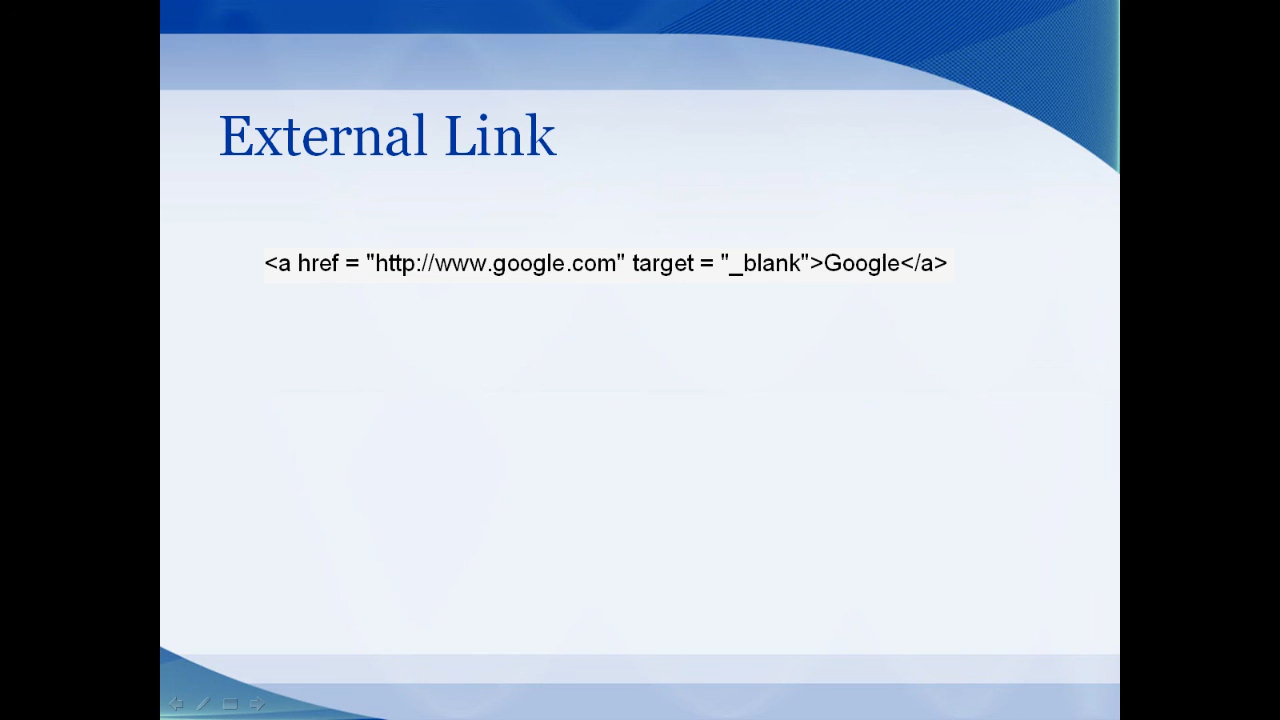 External Link
<a href = "http://www.google.com" target = "_blank">Google</a>